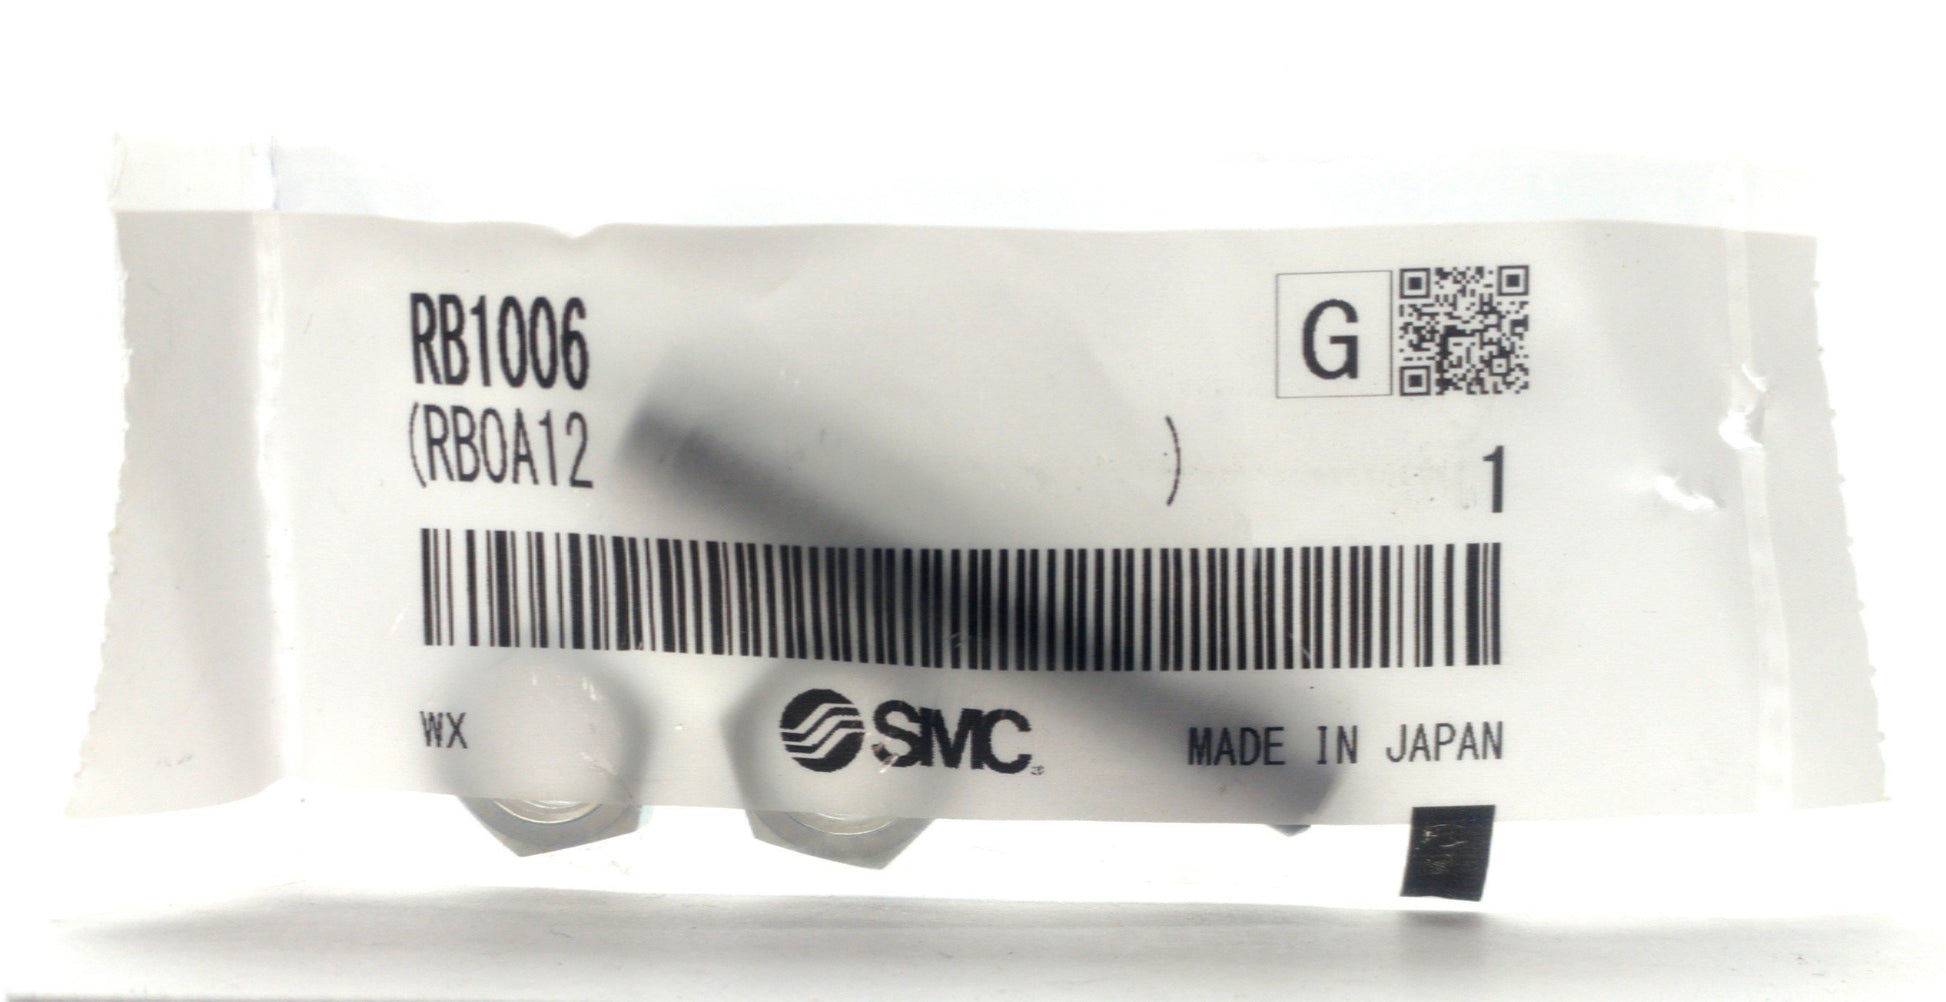 RB1006
(RBOA12 )
G
1
WX
SMC
MADE IN JAPAN